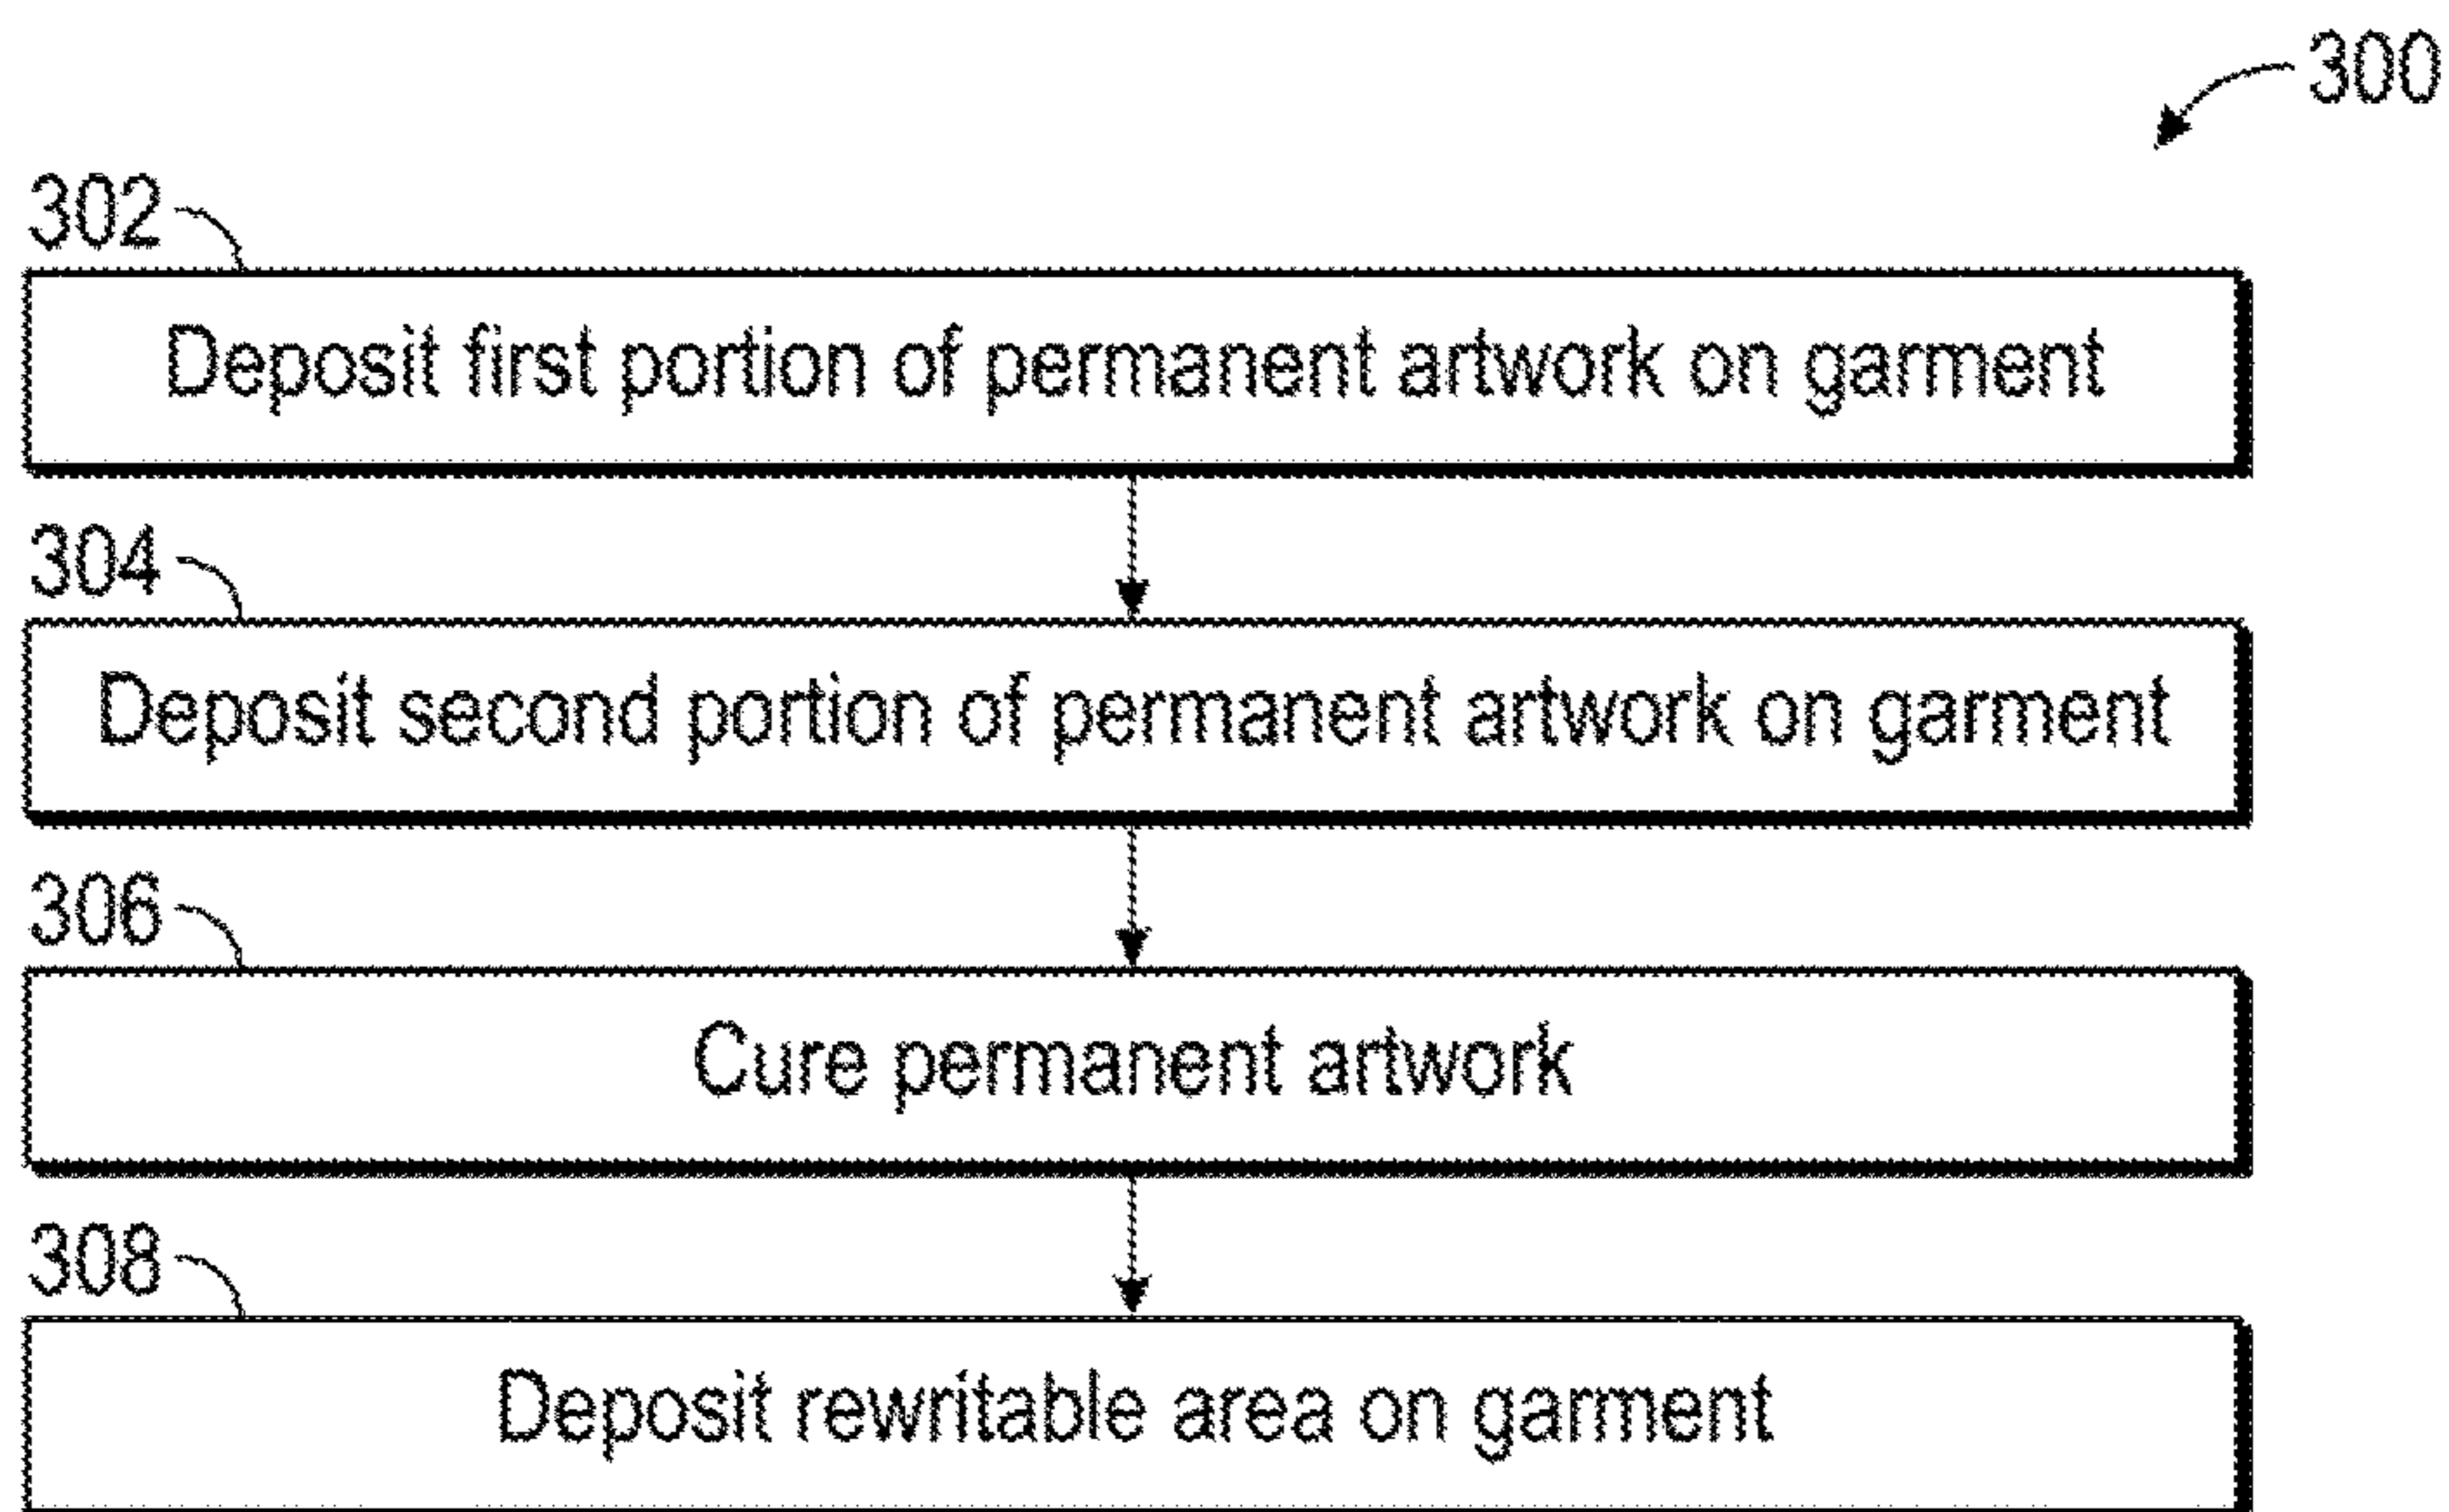 300
302
Deposit first portion of permanent artwork on garment
304
Deposit second portion of permanent artwork on garment
306
Cure permanent artwork
308
Deposit rewritable area on garment